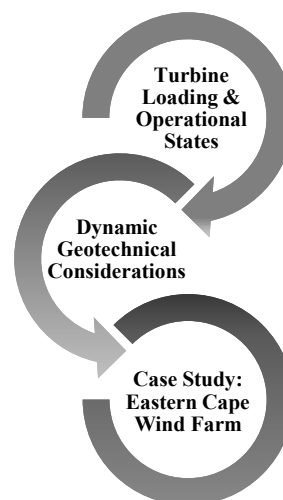 Turbine
Loading &
Operational
States
Dynamic
Geotechnical
Considerations
Case Study:
Eastern Cape
Wind Farm